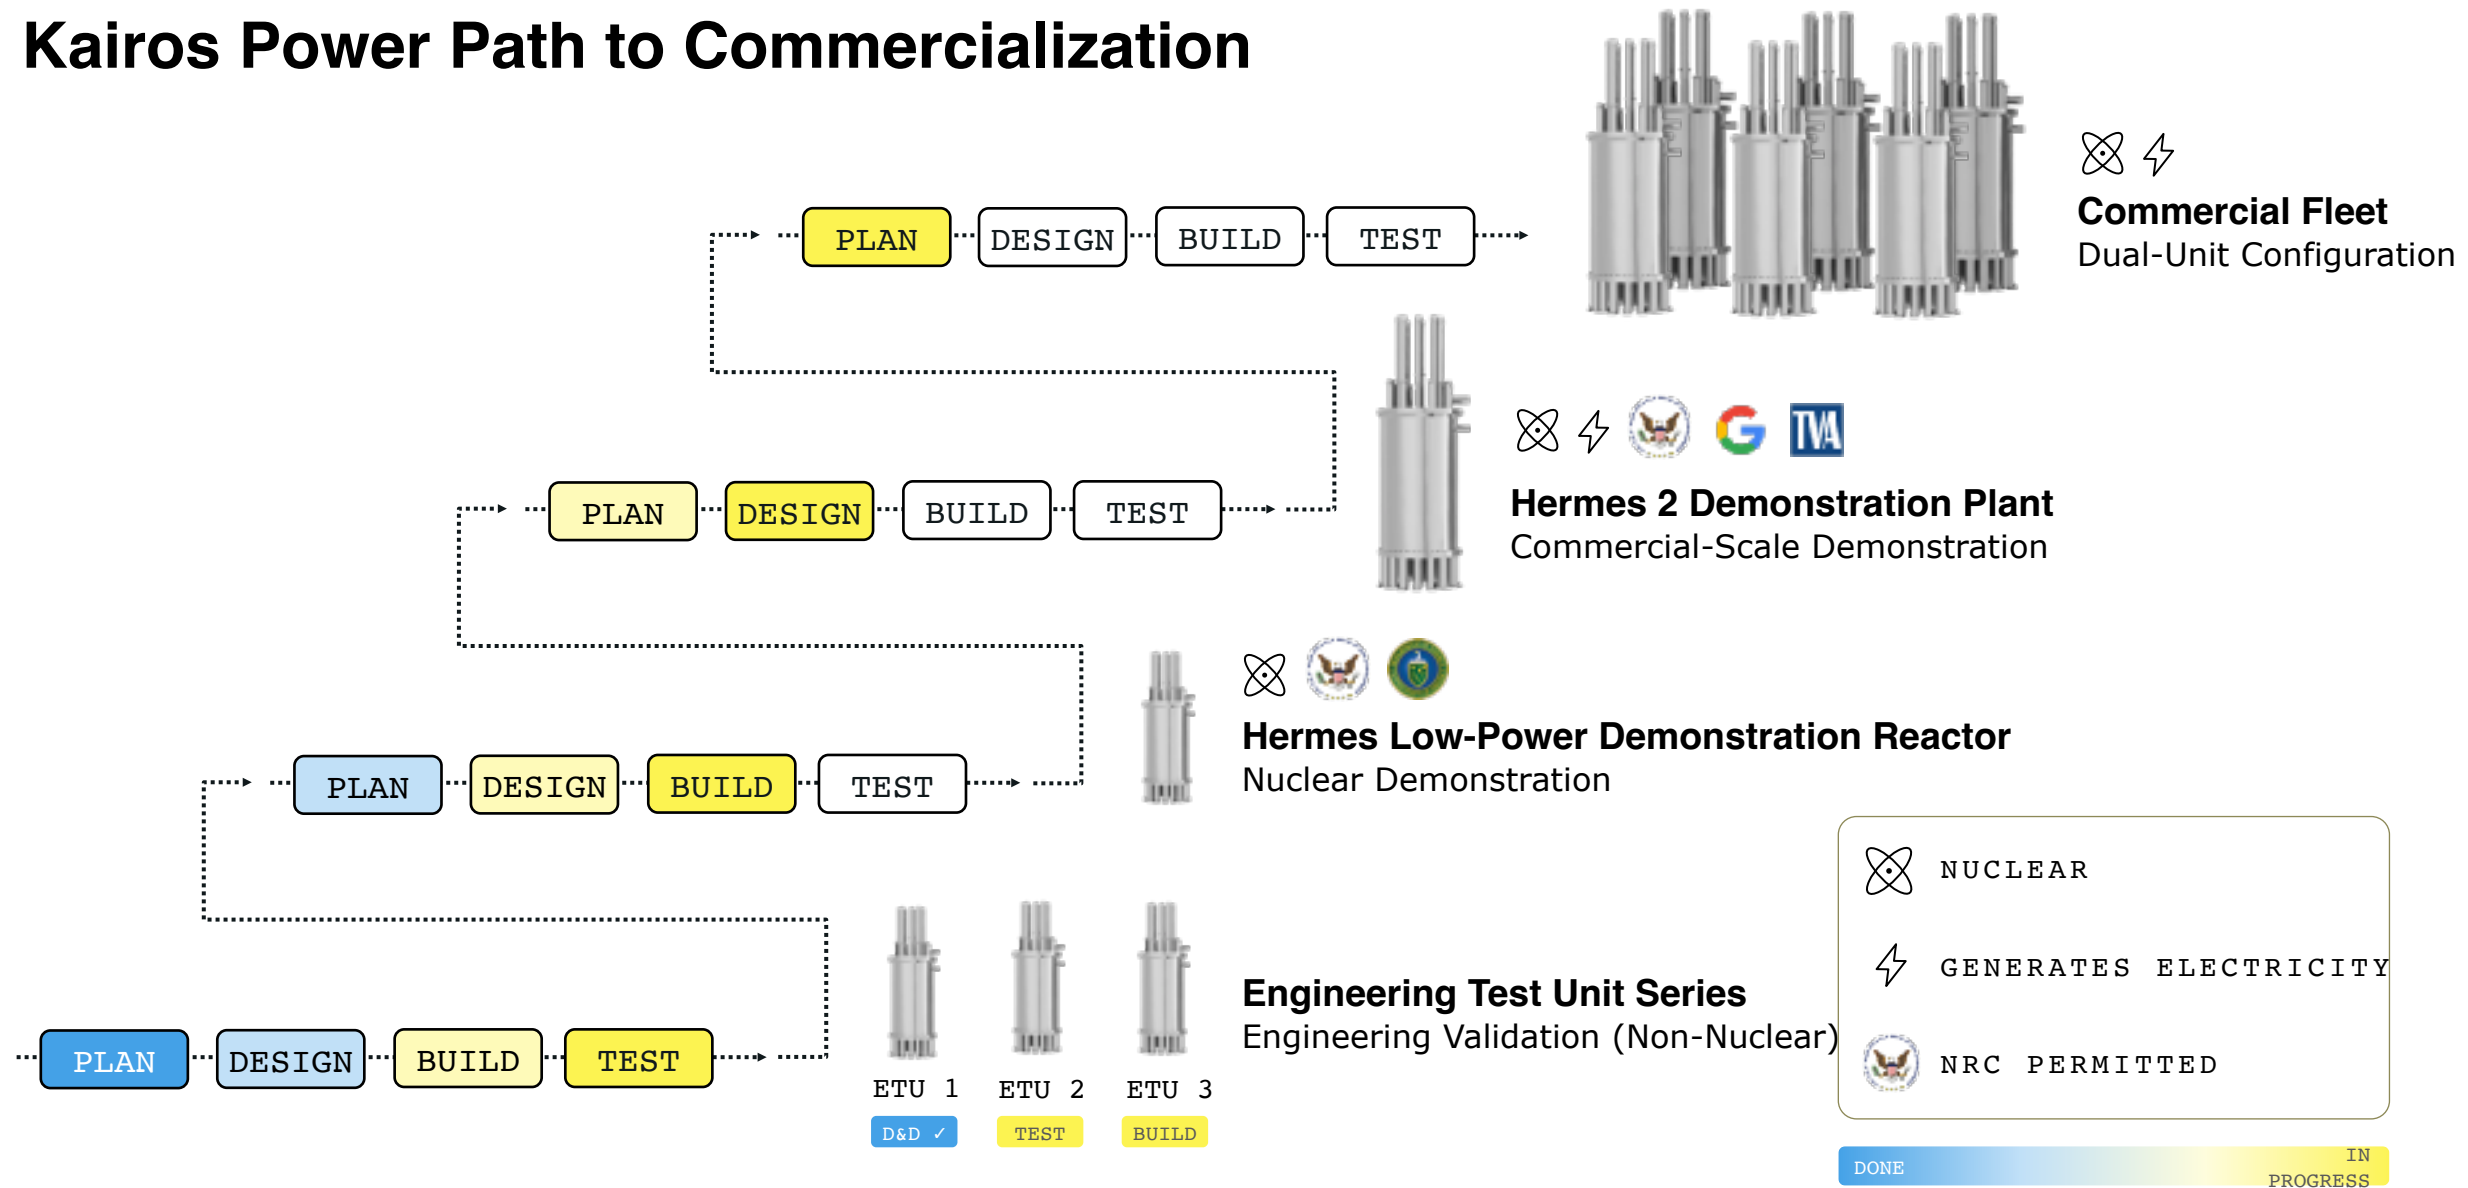 Kairos Power Path to Commercialization
PLAN DESIGN BUILD TEST
Commercial Fleet
Dual-Unit Configuration
TVA
PLAN DESIGN BUILD TEST
Hermes 2 Demonstration Plant
Commercial-Scale Demonstration
PLAN DESIGN BUILD TEST
Hermes Low-Power Demonstration Reactor
Nuclear Demonstration
PLAN DESIGN BUILD TEST
ETU 1 ETU 2 ETU 3
D&D ✓ TEST BUILD
Engineering Test Unit Series
Engineering Validation (Non-Nuclear)
NUCLEAR
GENERATES ELECTRICITY
NRC PERMITTED
DONE
IN
PROGRESS